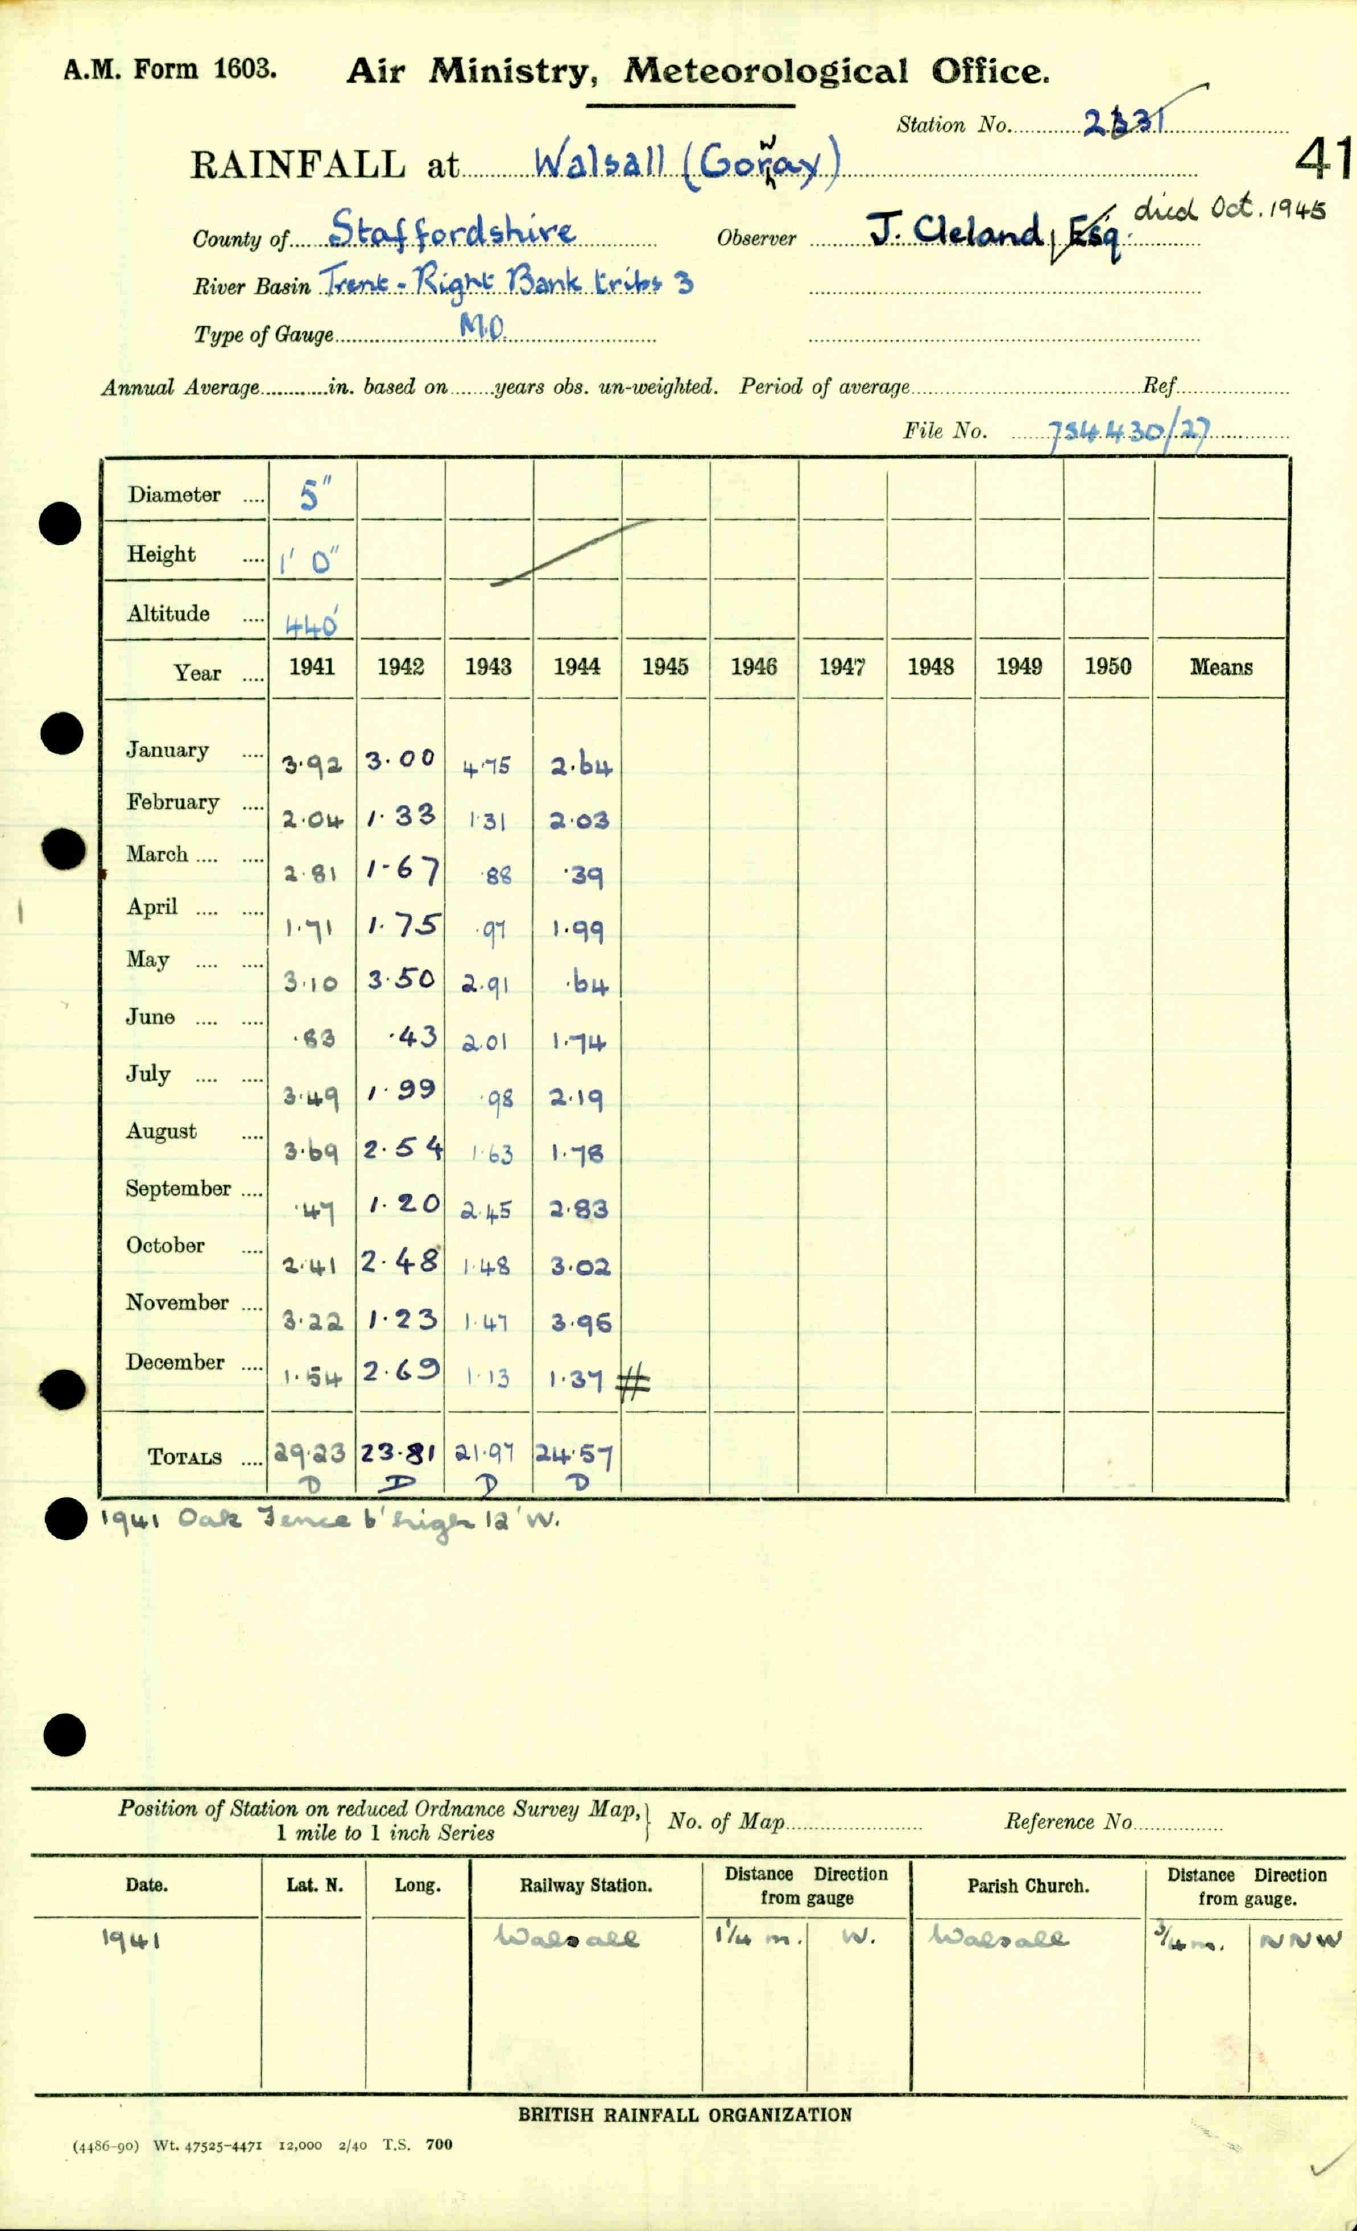 A.M. Form 1603. Air Ministry, Meteorological Office.
Station No. 2331
RAINFALL at Walsall (Gorway) 41
died Oct. 1945
County of Staffordshire Observer J. Cleland, Esq.
River Basin Trent - Right Bank tribs 3
Type of Gauge M.O.
Annual Average in. based on years obs. un-weighted. Period of average Ref
File No. 734430/27
Diameter 5"
Height 1' 0"
Altitude 440'
Year 1941 1942 1943 1944 1945 1946 1947 1948 1949 1950 Means
January 3.92 3.00 4.75 2.64
February 2.04 1.33 1.31 2.03
March 2.81 1.67 .88 .39
April 1.71 1.75 .97 1.99
May 3.10 3.50 2.91 .64
June .83 .43 2.01 1.74
July 3.49 1.99 .98 2.19
August 3.69 2.54 1.63 1.78
September .47 1.20 2.45 2.83
October 2.41 2.48 1.48 3.02
November 3.22 1.23 1.47 3.95
December 1.54 2.69 1.13 1.37 #
TOTALS 29.23 23.81 21.97 24.57
D D D D
1941 Oak Fence 6' high 12' W.
Position of Station on reduced Ordnance Survey Map, No. of Map Reference No
1 mile to 1 inch Series
Date. Lat. N. Long. Railway Station. Distance Direction from gauge Parish Church. Distance Direction from gauge.
1941 Walsall 1 1/4 m. W. Walsall 3/4 m. NNW
BRITISH RAINFALL ORGANIZATION
(4486-90) Wt. 47525-4471 12,000 2/40 T.S. 700